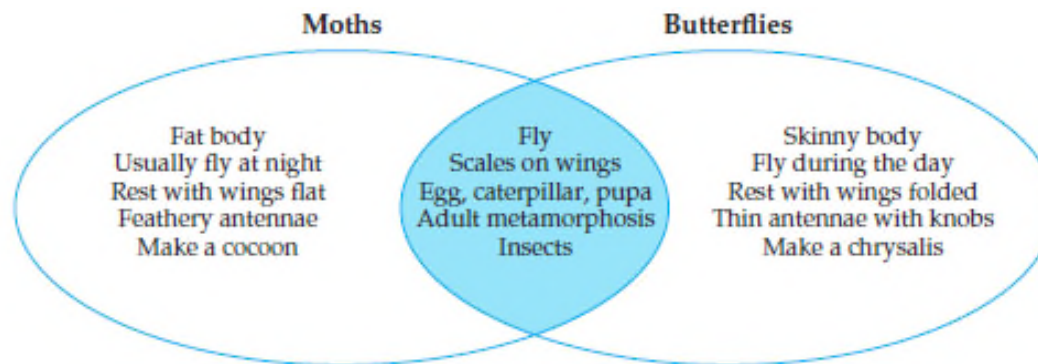 Moths
Butterflies
Fat body
Usually fly at night
Rest with wings flat
Feathery antennae
Make a cocoon
Fly
Scales on wings
Egg, caterpillar, pupa
Adult metamorphosis
Insects
Skinny body
Fly during the day
Rest with wings folded
Thin antennae with knobs
Make a chrysalis